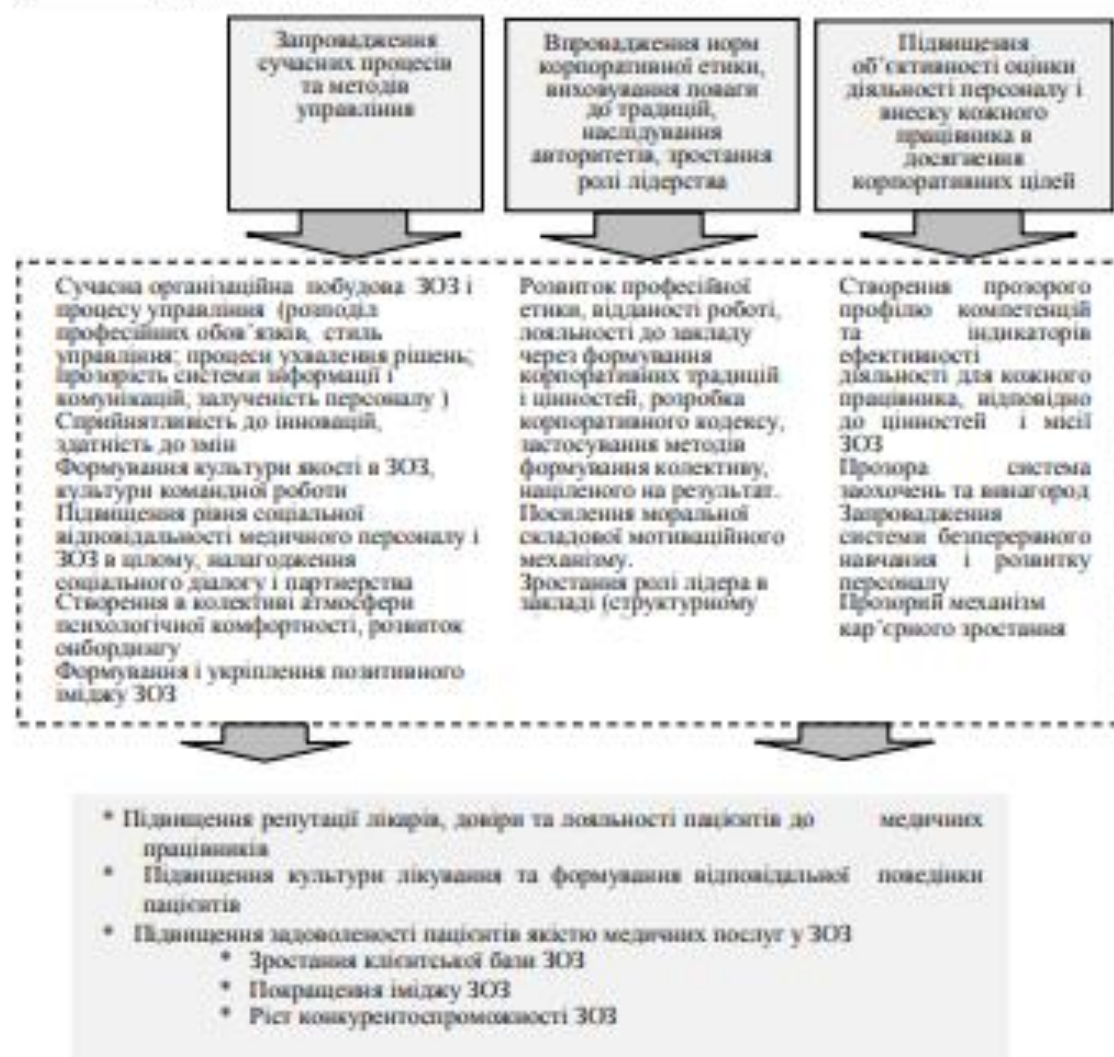 Запровадження
сучасних процесів
та методів
управління
Впровадження норм
корпоративної етики,
виховування поваги
до традицій,
наслідування
авторитетів, зростання
ролі лідерства
Підвищення
об´єктивності оцінки
діяльності персоналу і
внеску кожного
працівника в
досягнення
корпоративних цілей
Сучасна організаційна побудова ЗОЗ і
процесу управління (розподіл
професійних обов´язків, стиль
управління; процеси ухвалення рішень;
прозорість системи інформації і
комунікацій, залученість персоналу )
Сприйнятливість до інновацій,
здатність до змін
Формування культури якості в ЗОЗ,
культури командної роботи
Підвищення рівня соціальної
відповідальності медичного персоналу і
ЗОЗ в цілому, налагодження
соціального діалогу і партнерства
Створення в колективі атмосфери
психологічної комфортності, розвиток
онбордингу
Формування і укріплення позитивного
іміджу ЗОЗ
Розвиток професійної
етики, відданості роботі,
лояльності до закладу
через формування
корпоративних традицій
і цінностей, розробка
корпоративного кодексу,
застосування методів
формування колективу,
націленого на результат.
Посилення моральної
складової мотиваційного
механізму.
Зростання ролі лідера в
закладі (структурному
Створення прозорого
профілю компетенцій
та індикаторів
ефективності
діяльності для кожного
працівника, відповідно
до цінностей і місії
ЗОЗ
Прозора система
заохочень та винагород
Запровадження
системи безперервного
навчання і розвитку
персоналу
Прозорий механізм
кар´єрного зростання
* Підвищення репутації лікарів, довіри та лояльності пацієнтів до медичних
працівників
* Підвищення культури лікування та формування відповідальної поведінки
пацієнтів
* Підвищення задоволеності пацієнтів якістю медичних послуг у ЗОЗ
* Зростання клієнтської бази ЗОЗ
* Покращення іміджу ЗОЗ
* Ріст конкурентоспроможності ЗОЗ